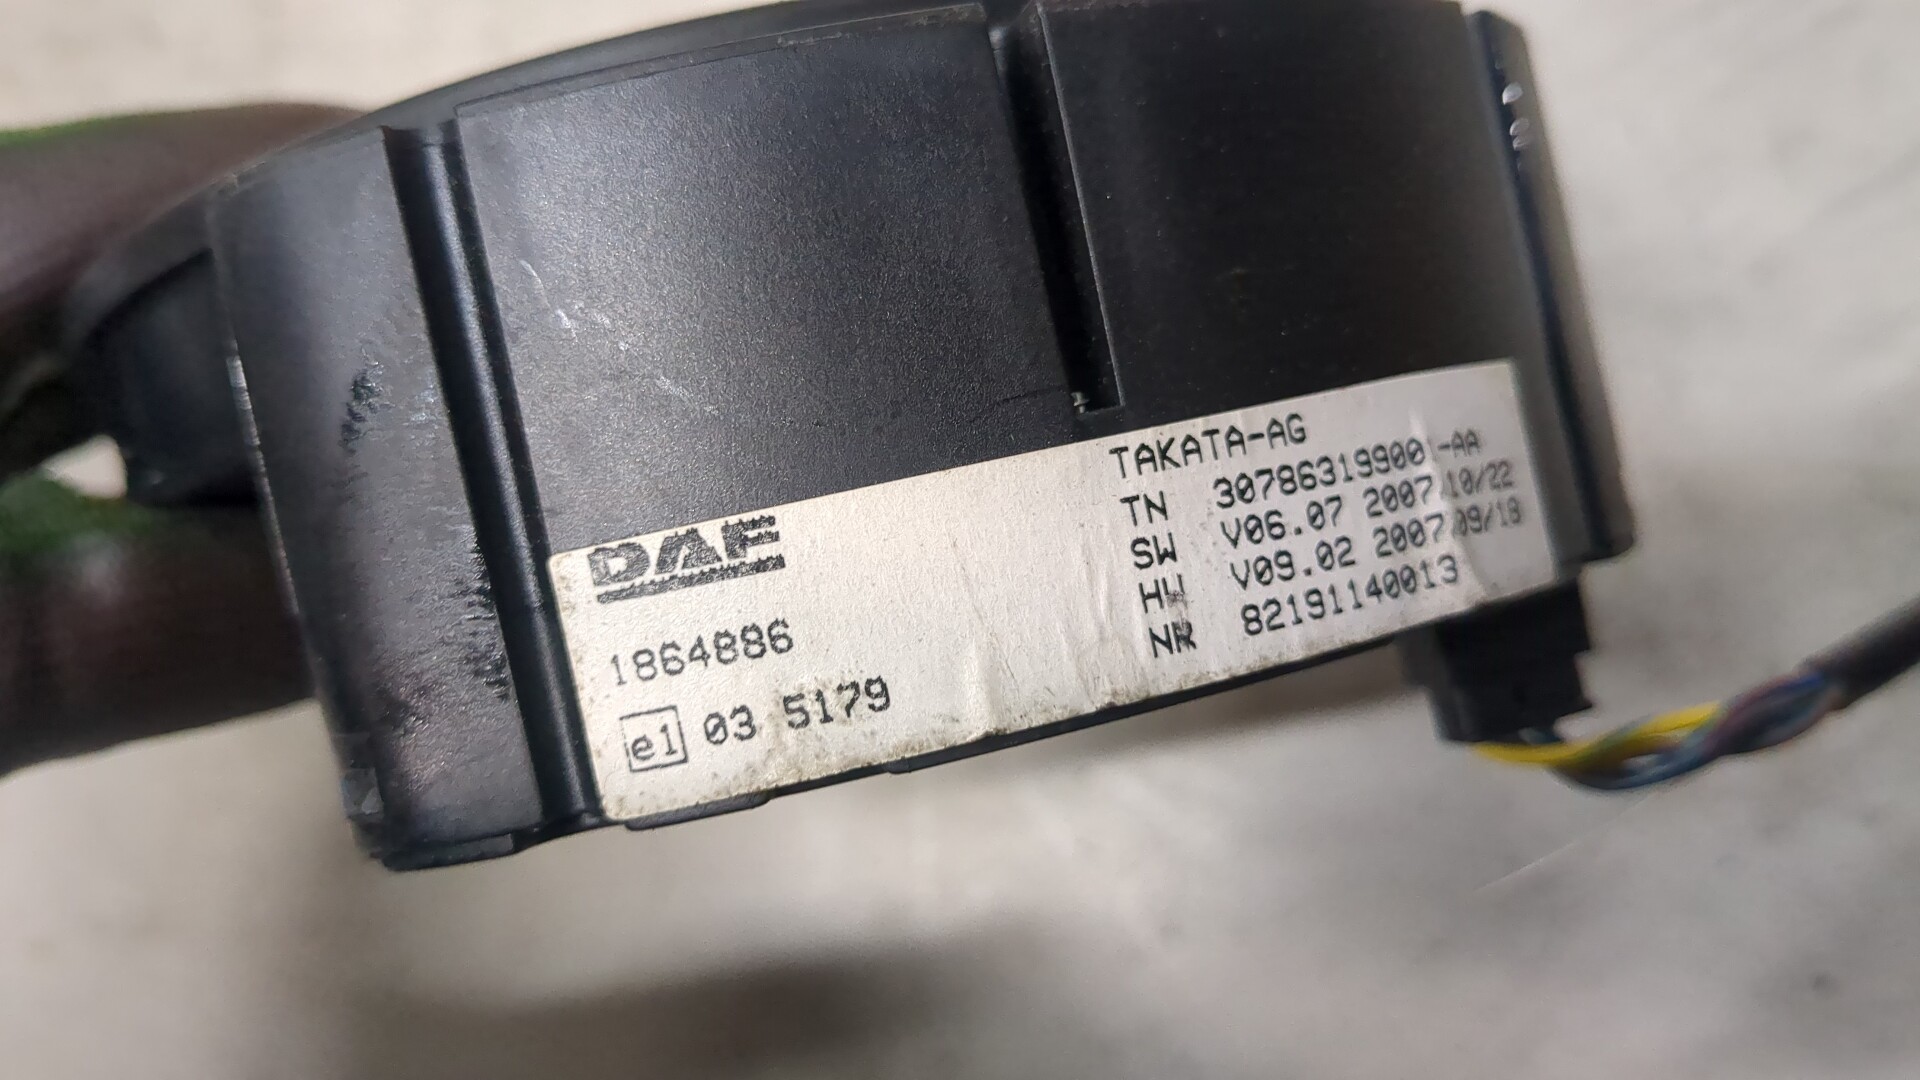 DAF
1864886
e1 03 5179
TAKATA-AG
TN 307863199001-AA
SW V06.07 2007/10/22
HW V09.02 2007/09/18
NR 82191140013